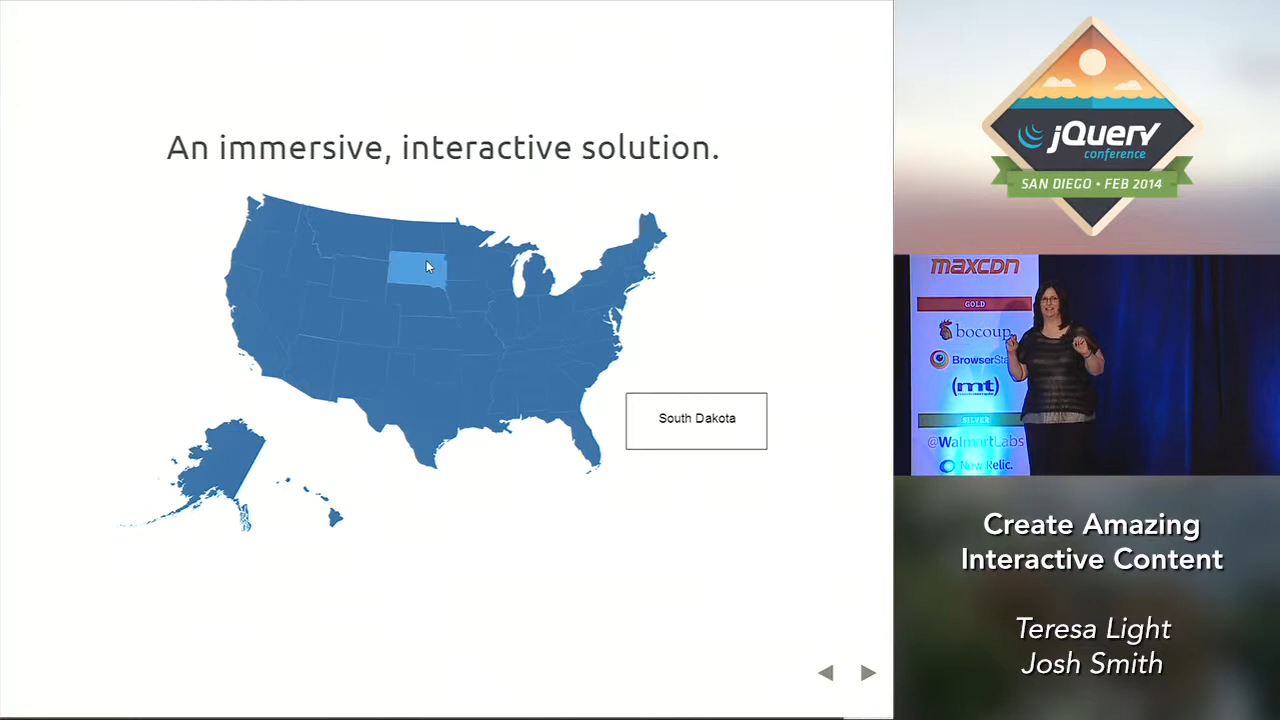 An immersive, interactive solution.
South Dakota
jQuery
conference
SAN DIEGO • FEB 2014
maxcdn
GOLD
bocoup
BrowserSta
(mt)
SILVER
@WalmartLabs
New Relic.
Create Amazing
Interactive Content
Teresa Light
Josh Smith